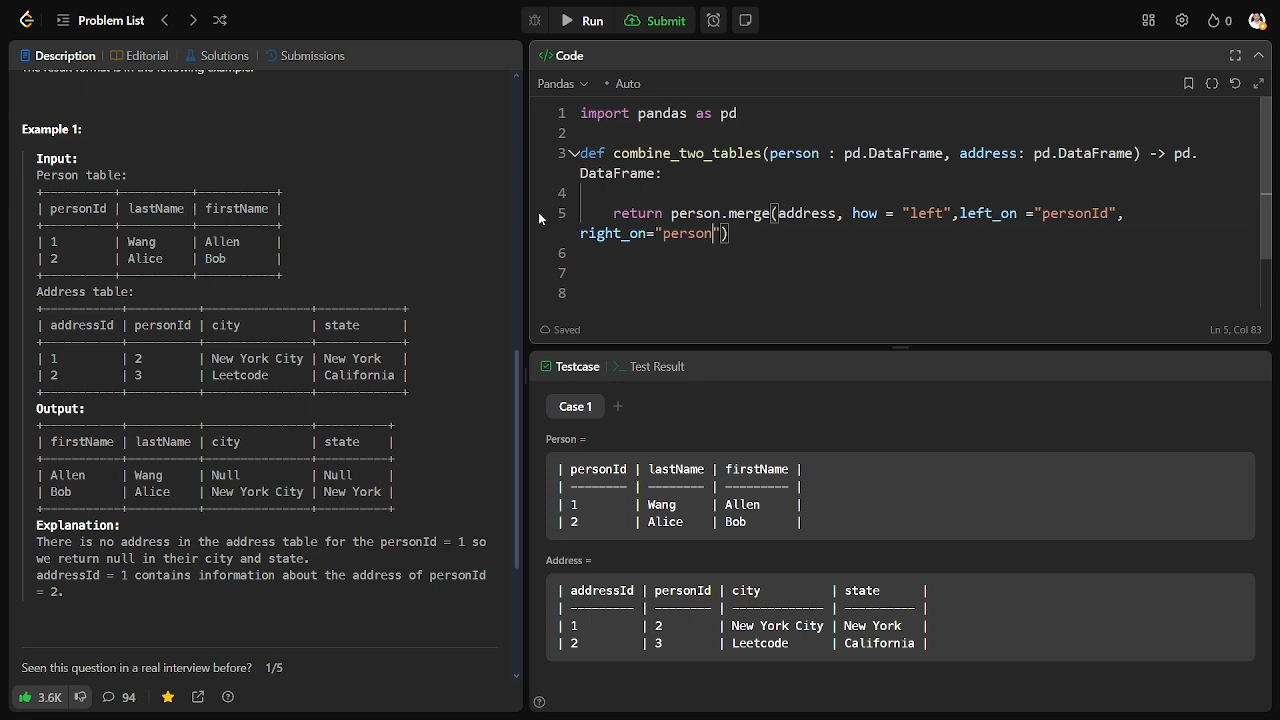 Problem List
Run
Submit
0
Description
Editorial
Solutions
Submissions
The result format is in the following example.
Example 1:
Input:
Person table:
+----------+----------+-----------+
| personId | lastName | firstName |
+----------+----------+-----------+
| 1        | Wang     | Allen     |
| 2        | Alice    | Bob       |
+----------+----------+-----------+
Address table:
+-----------+----------+---------------+------------+
| addressId | personId | city          | state      |
+-----------+----------+---------------+------------+
| 1         | 2        | New York City | New York   |
| 2         | 3        | Leetcode      | California |
+-----------+----------+---------------+------------+
Output:
+-----------+----------+---------------+----------+
| firstName | lastName | city          | state    |
+-----------+----------+---------------+----------+
| Allen     | Wang     | Null          | Null     |
| Bob       | Alice    | New York City | New York |
+-----------+----------+---------------+----------+
Explanation:
There is no address in the address table for the personId = 1 so
we return null in their city and state.
addressId = 1 contains information about the address of personId
= 2.
Seen this question in a real interview before? 1/5
3.6K
94
</> Code
Pandas
• Auto
1 import pandas as pd
2
3 def combine_two_tables(person : pd.DataFrame, address: pd.DataFrame) -> pd.
DataFrame:
4
5 return person.merge(address, how = "left",left_on ="personId",
right_on="person")
6
7
8
Saved
Ln 5, Col 83
Testcase
>_ Test Result
Case 1
+
Person =
| personId | lastName | firstName |
| -------- | -------- | --------- |
| 1        | Wang     | Allen     |
| 2        | Alice    | Bob       |
Address =
| addressId | personId | city          | state      |
| --------- | -------- | ------------- | ---------- |
| 1         | 2        | New York City | New York   |
| 2         | 3        | Leetcode      | California |